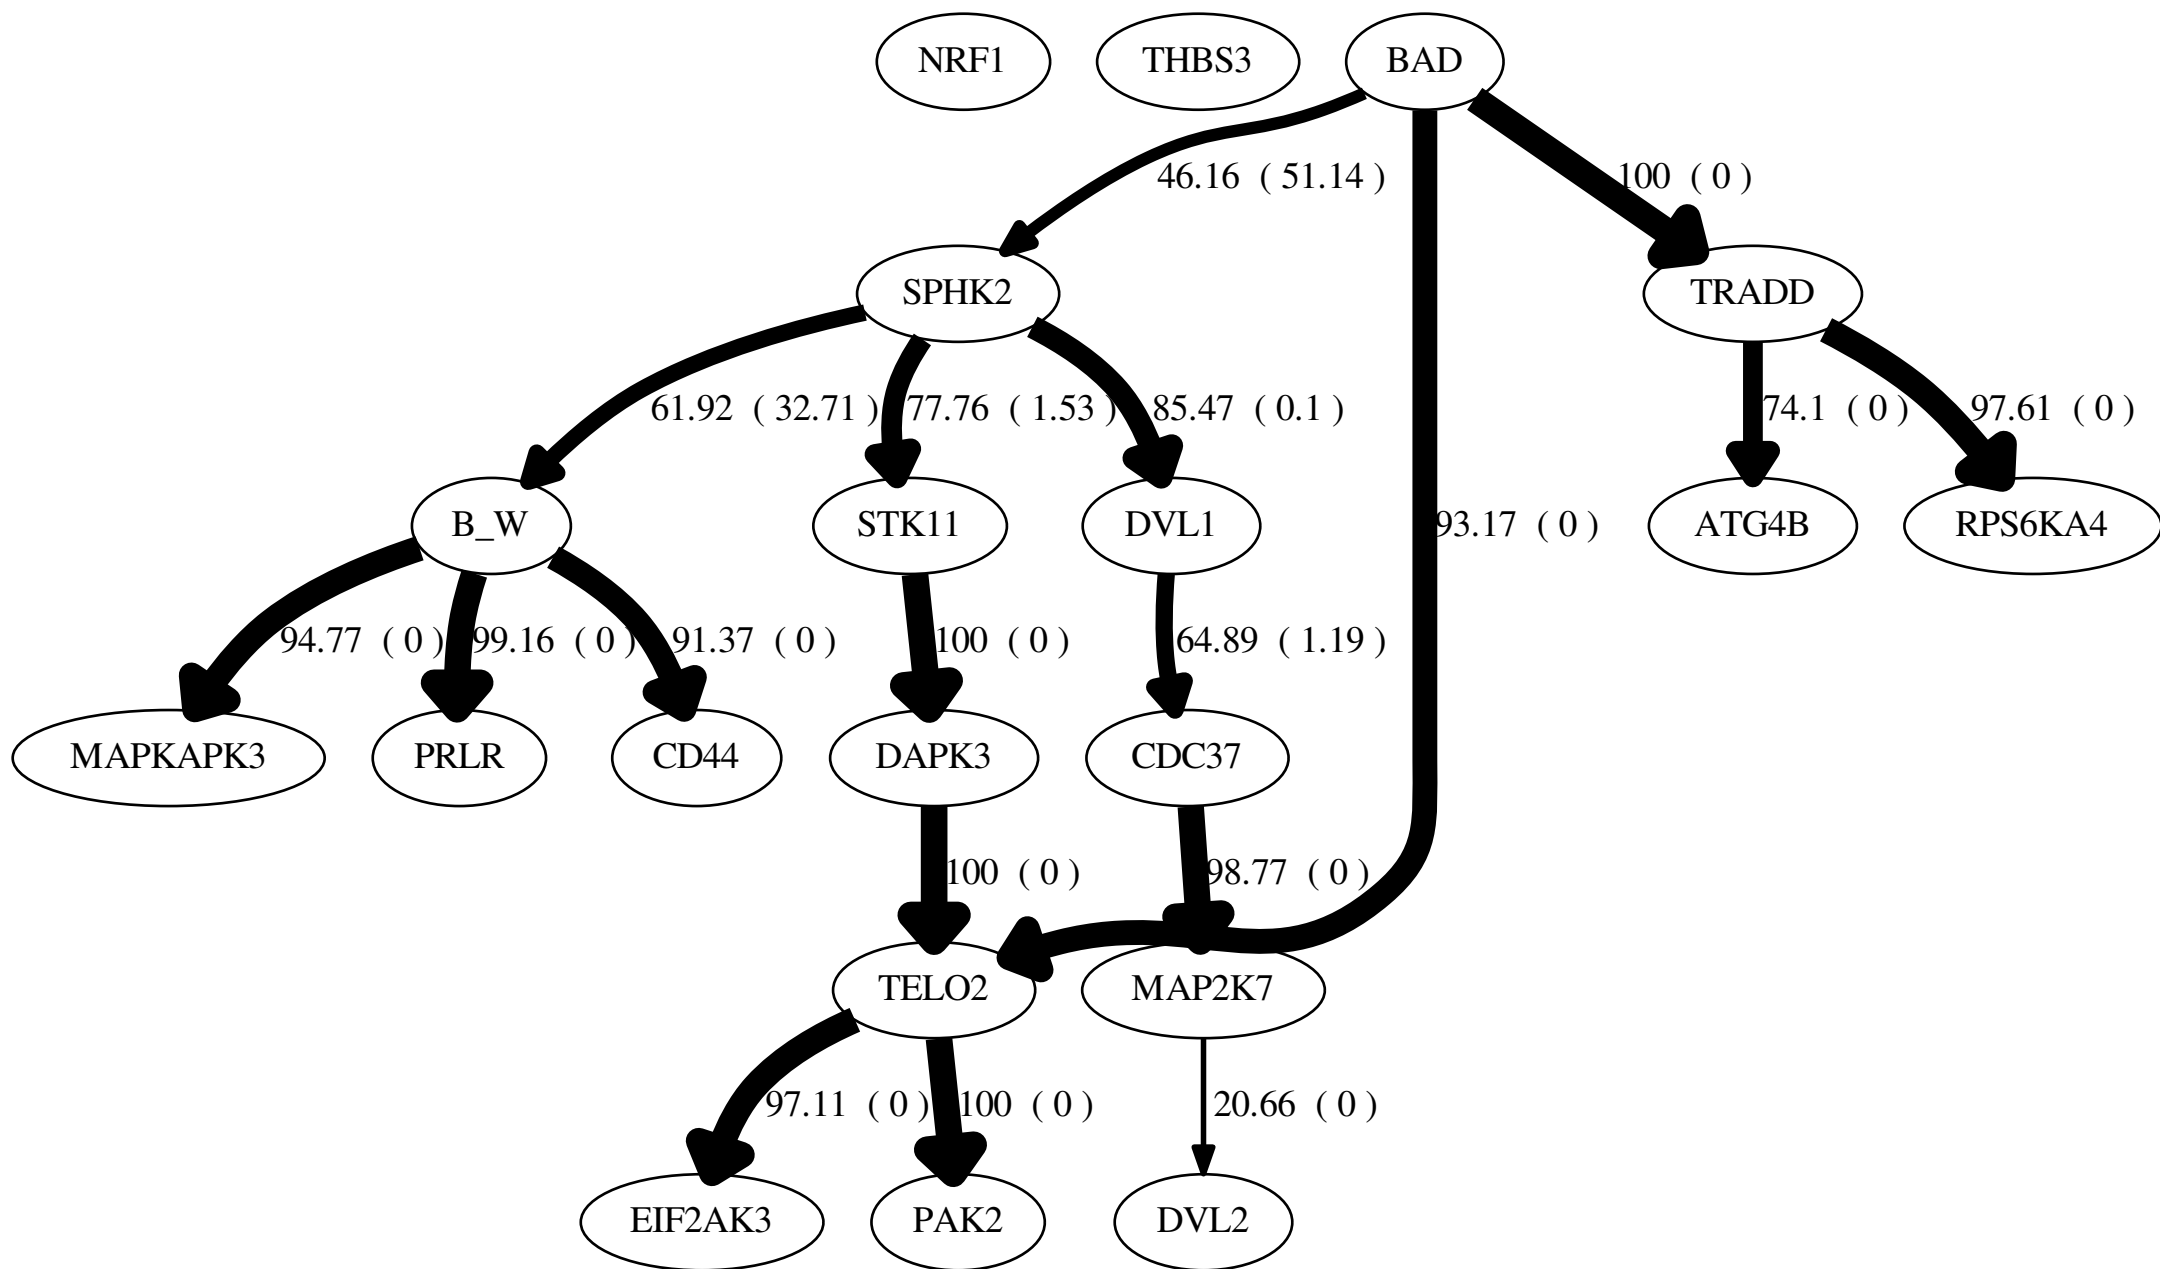 NRF1 THBS3 BAD
46.16 ( 51.14 ) 100 ( 0 )
SPHK2 TRADD
61.92 ( 32.71 ) 77.76 ( 1.53 ) 85.47 ( 0.1 ) 74.1 ( 0 ) 97.61 ( 0 )
B_W STK11 DVL1 93.17 ( 0 ) ATG4B RPS6KA4
94.77 ( 0 ) 99.16 ( 0 ) 91.37 ( 0 ) 100 ( 0 ) 64.89 ( 1.19 )
MAPKAPK3 PRLR CD44 DAPK3 CDC37
100 ( 0 ) 98.77 ( 0 )
TELO2 MAP2K7
97.11 ( 0 ) 100 ( 0 ) 20.66 ( 0 )
EIF2AK3 PAK2 DVL2